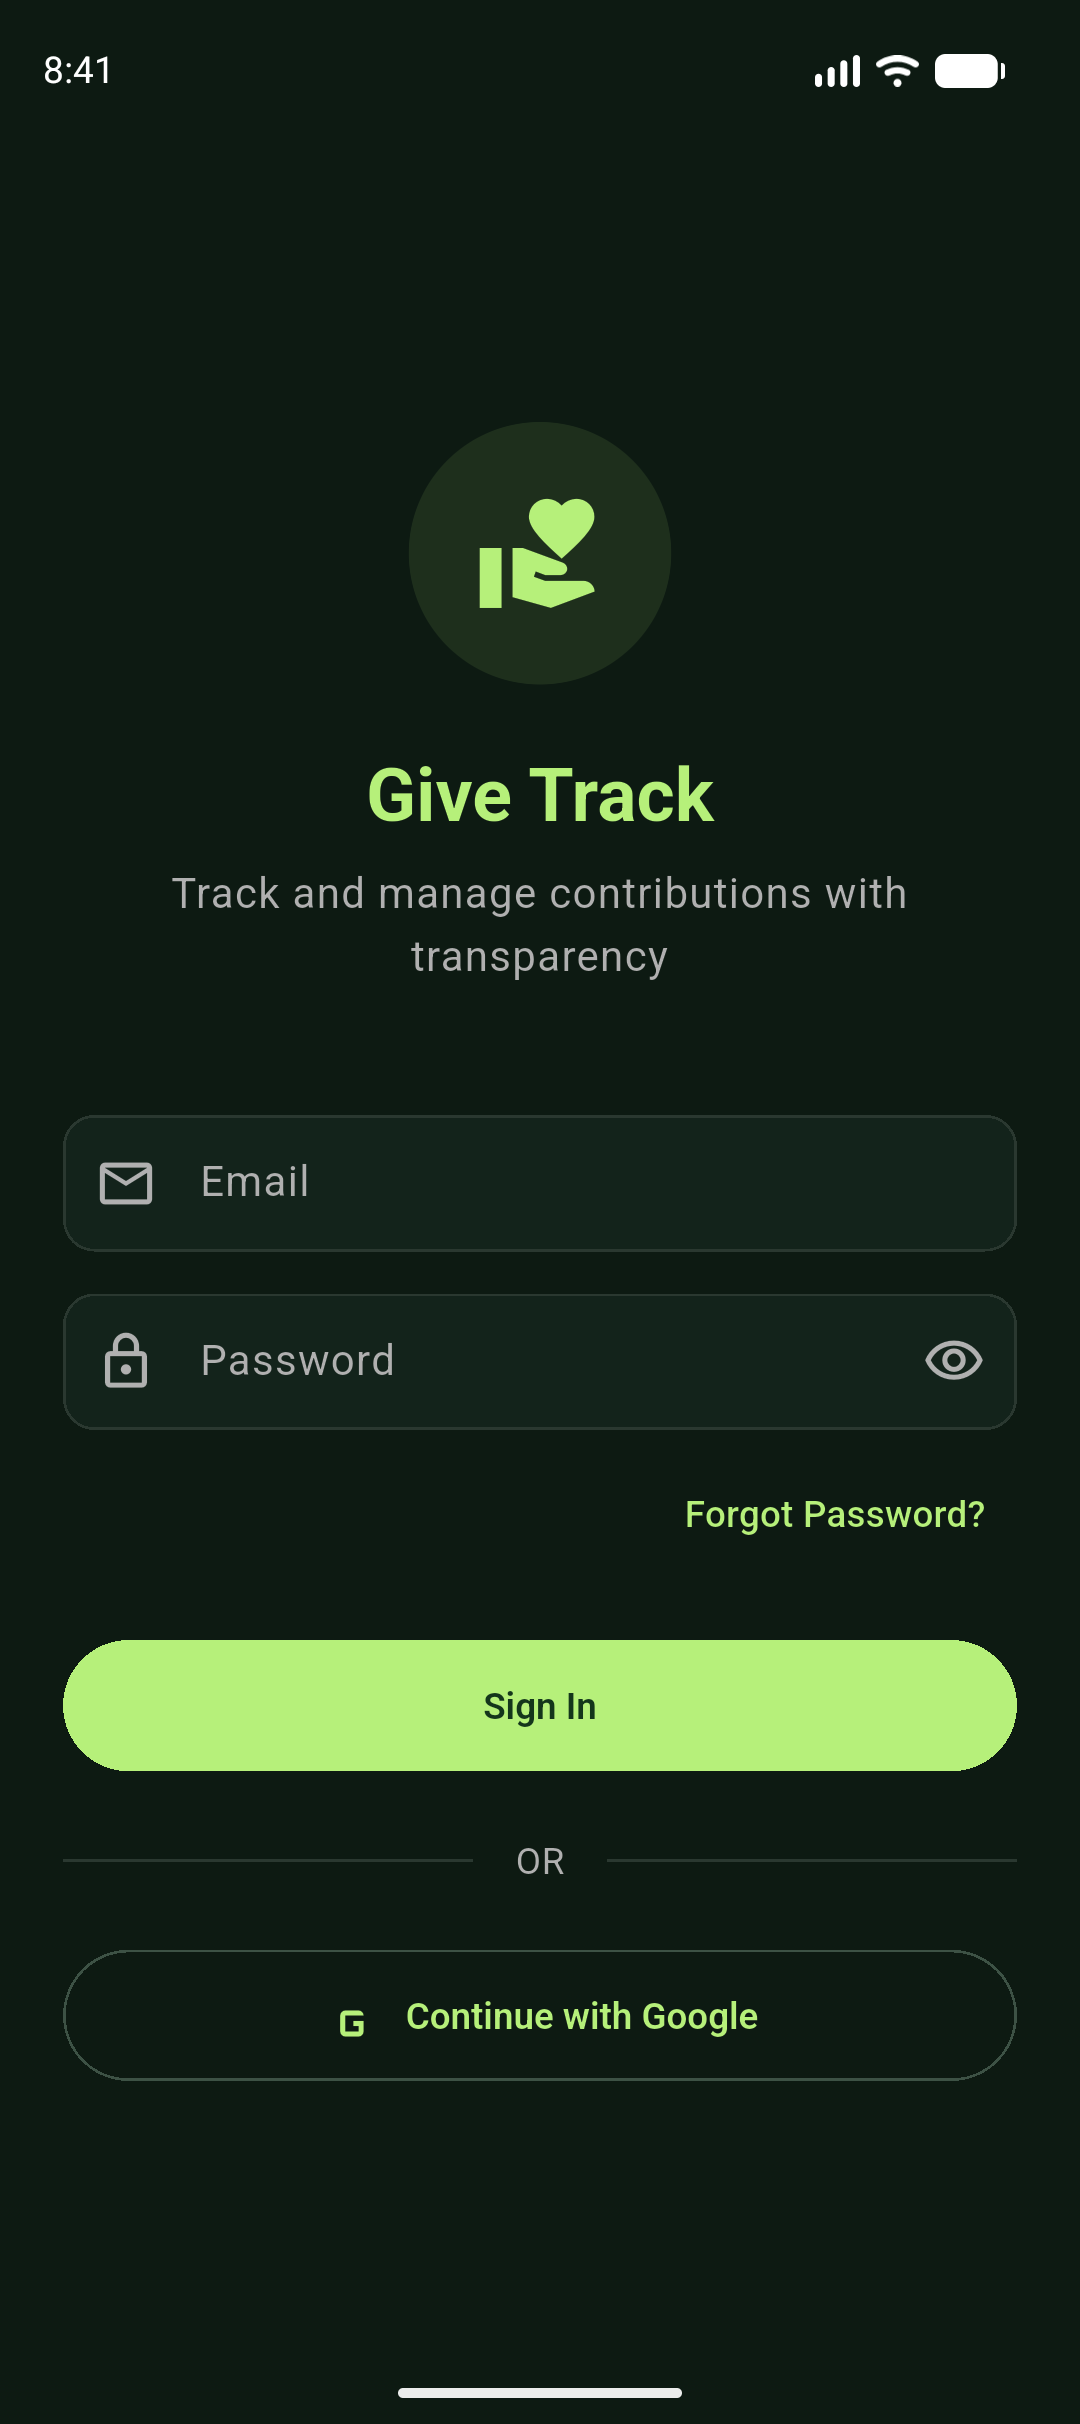 8:41
Give Track
Track and manage contributions with
transparency
Email
Password
Forgot Password?
Sign In
OR
G Continue with Google